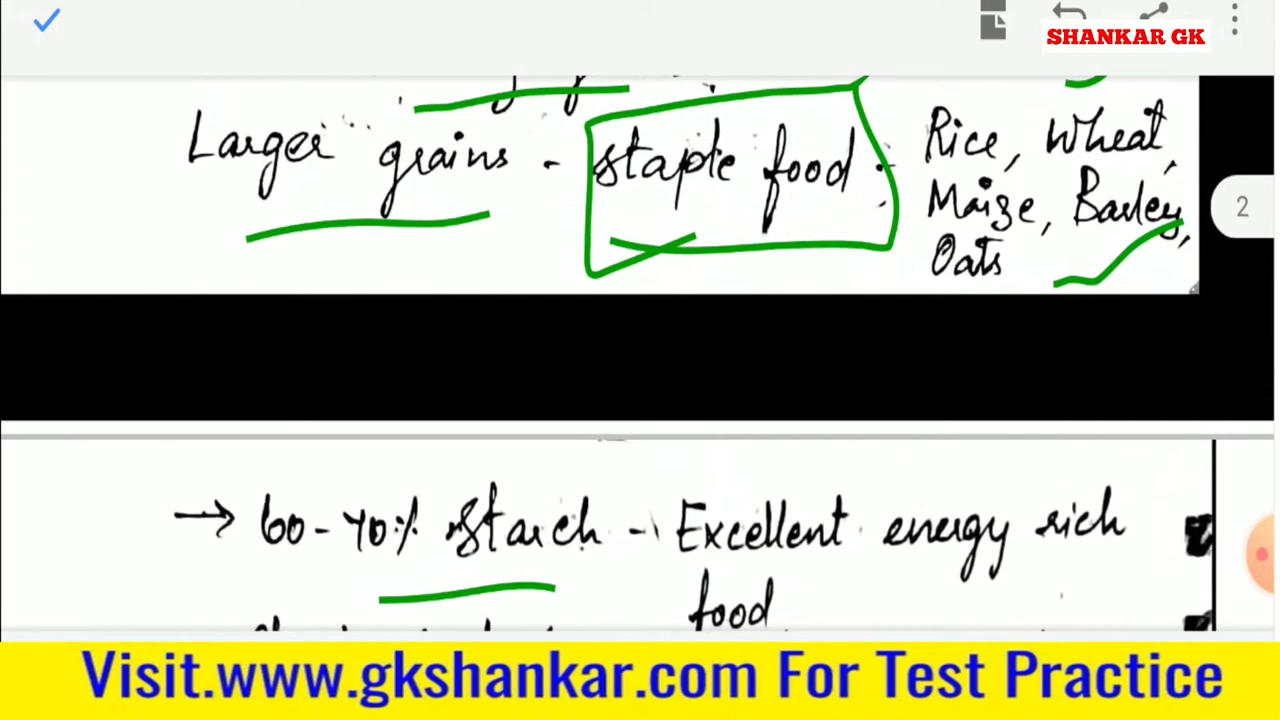 SHANKAR GK
Larger grains - staple food : Rice, Wheat,
Maize, Barley,
Oats
2
→ 60-70% starch - Excellent energy rich
food
Visit.www.gkshankar.com For Test Practice